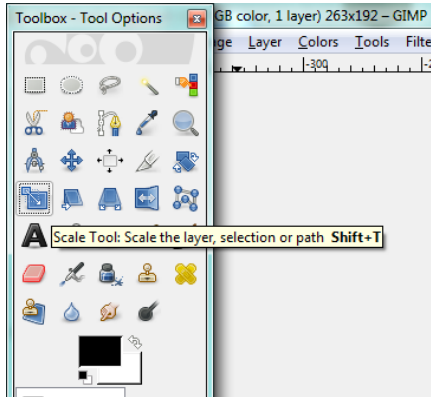 Toolbox - Tool Options
GB color, 1 layer) 263x192 – GIMP
ge Layer Colors Tools Filte
-300
Scale Tool: Scale the layer, selection or path Shift+T